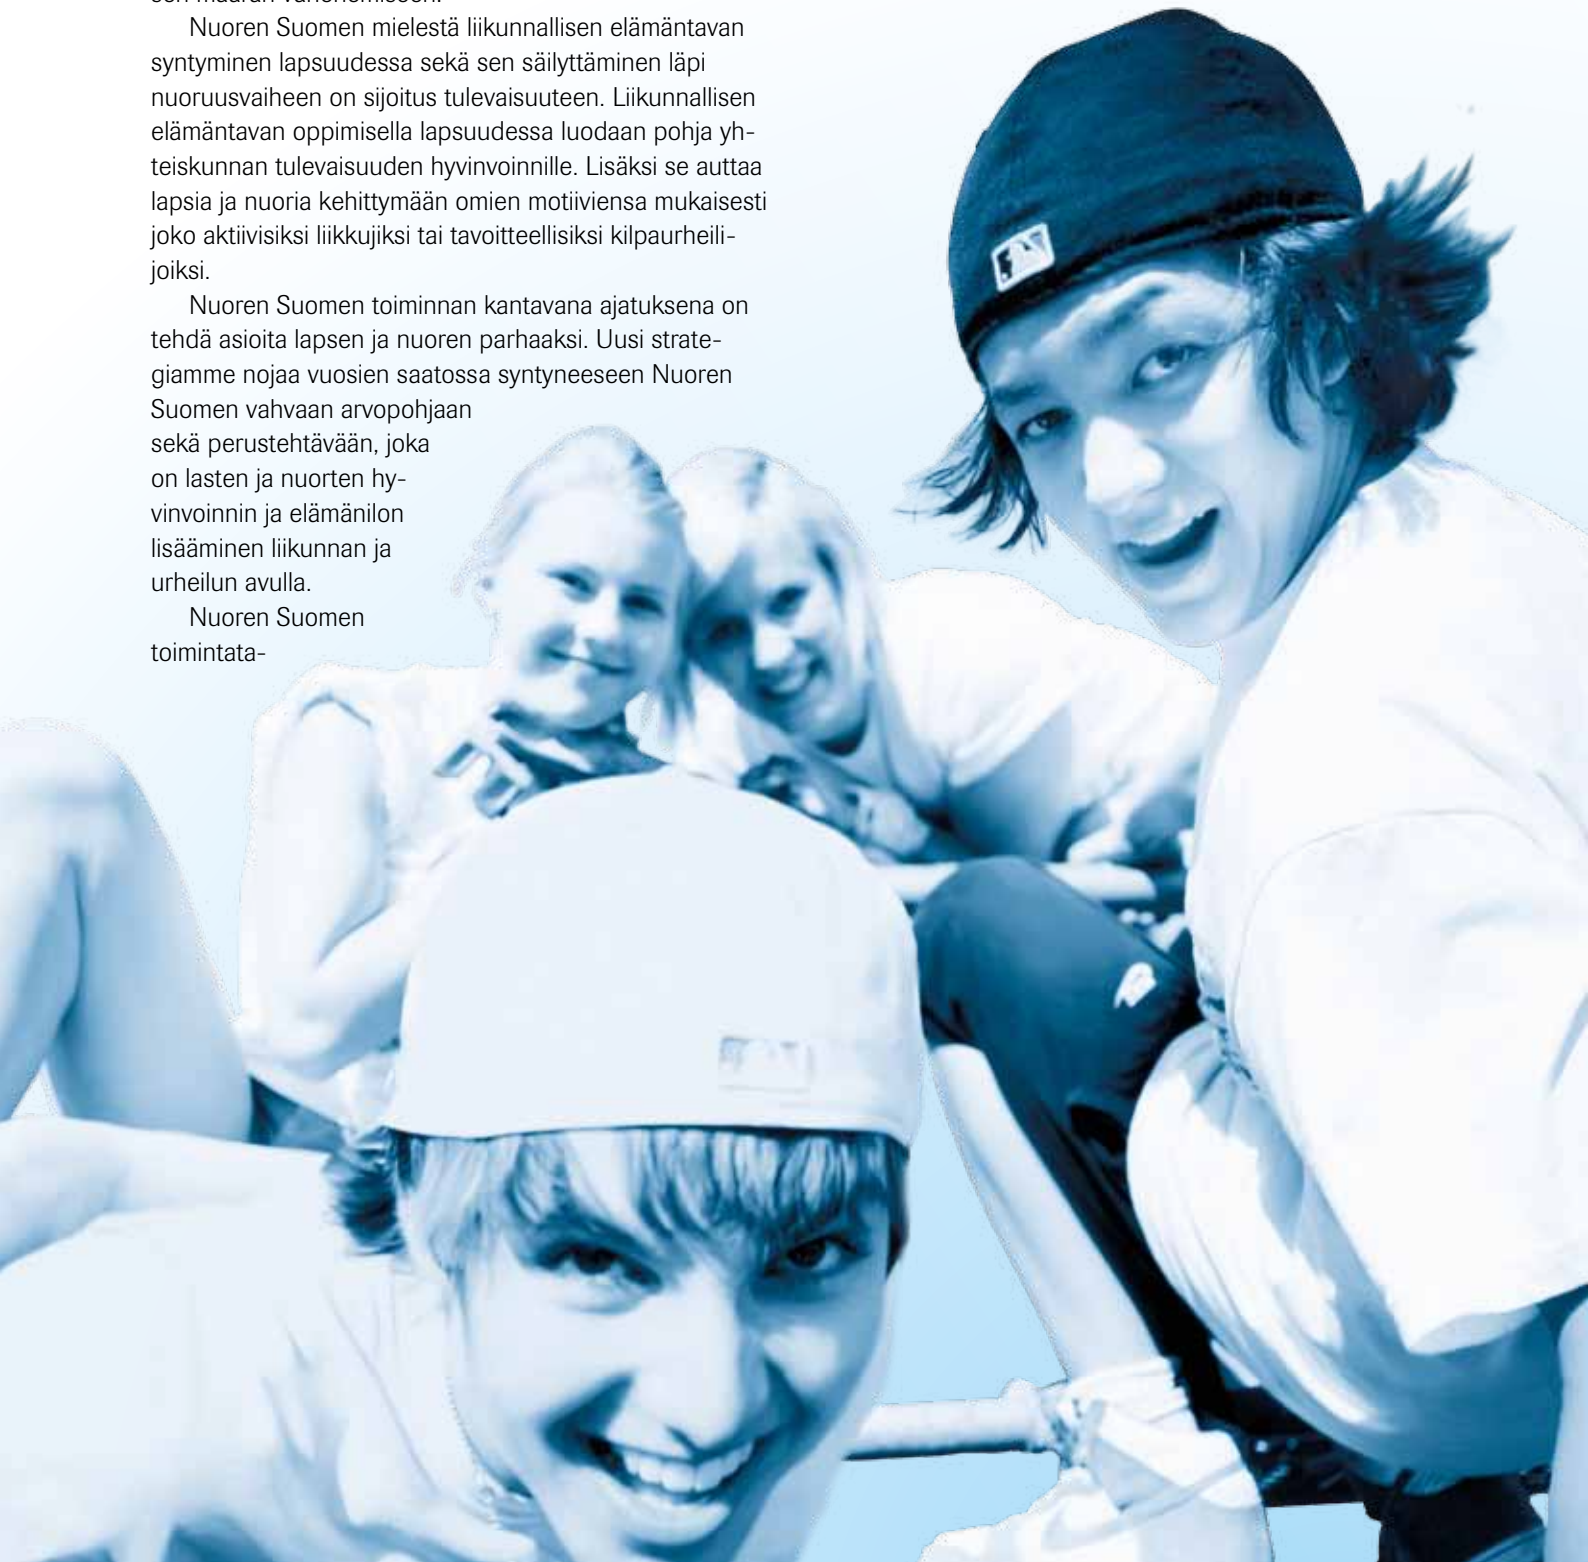 Nuoren Suomen mielestä liikunnallisen elämäntavan
syntyminen lapsuudessa sekä sen säilyttäminen läpi
nuoruusvaiheen on sijoitus tulevaisuuteen. Liikunnallisen
elämäntavan oppimisella lapsuudessa luodaan pohja yh-
teiskunnan tulevaisuuden hyvinvoinnille. Lisäksi se auttaa
lapsia ja nuoria kehittymään omien motiiviensa mukaisesti
joko aktiivisiksi liikkujiksi tai tavoitteellisiksi kilpaurheili-
joiksi.
Nuoren Suomen toiminnan kantavana ajatuksena on
tehdä asioita lapsen ja nuoren parhaaksi. Uusi strate-
giamme nojaa vuosien saatossa syntyneeseen Nuoren
Suomen vahvaan arvopohjaan
sekä perustehtävään, joka
on lasten ja nuorten hy-
vinvoinnin ja elämänilon
lisääminen liikunnan ja
urheilun avulla.
Nuoren Suomen
toimintata-